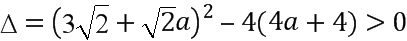 Δ = (3√2 + √2a)² − 4(4a + 4) > 0